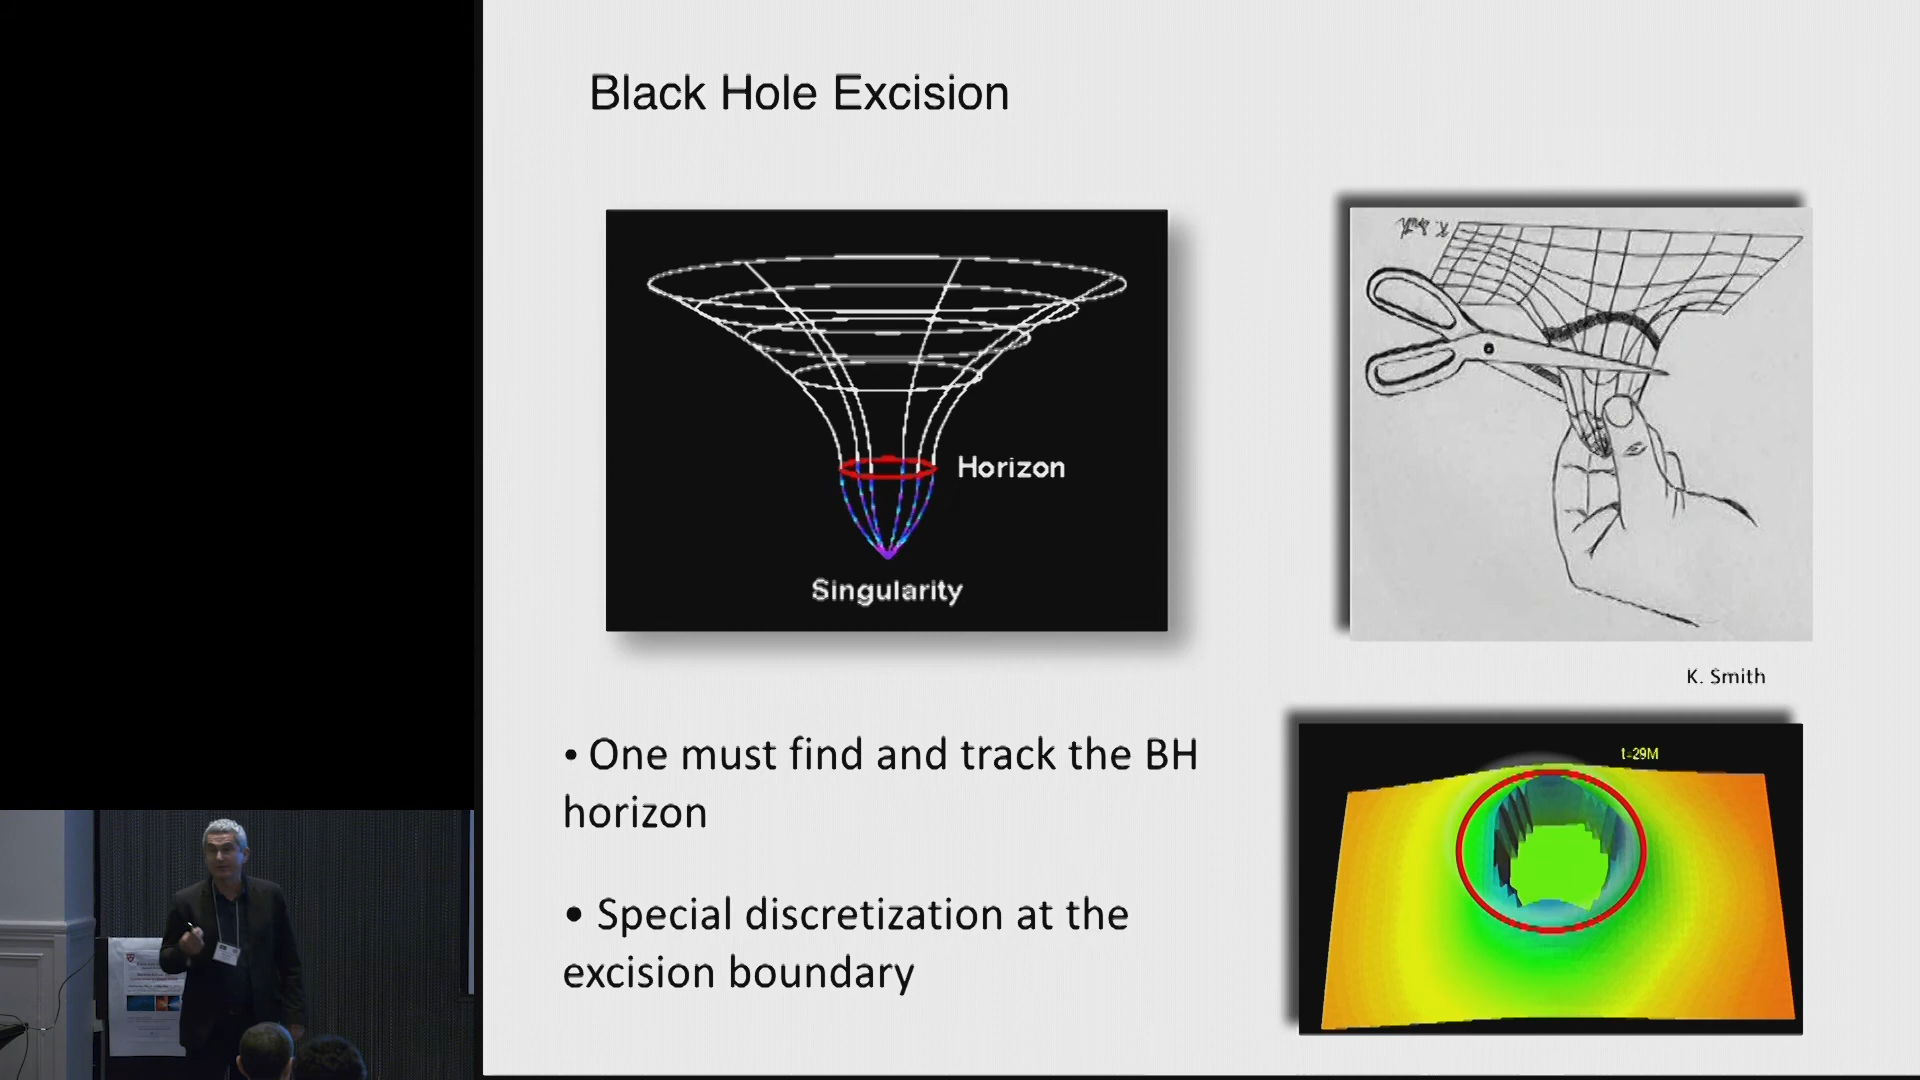 Black Hole Excision
Horizon
Singularity
K. Smith
• One must find and track the BH
horizon
• Special discretization at the
excision boundary
t=29M